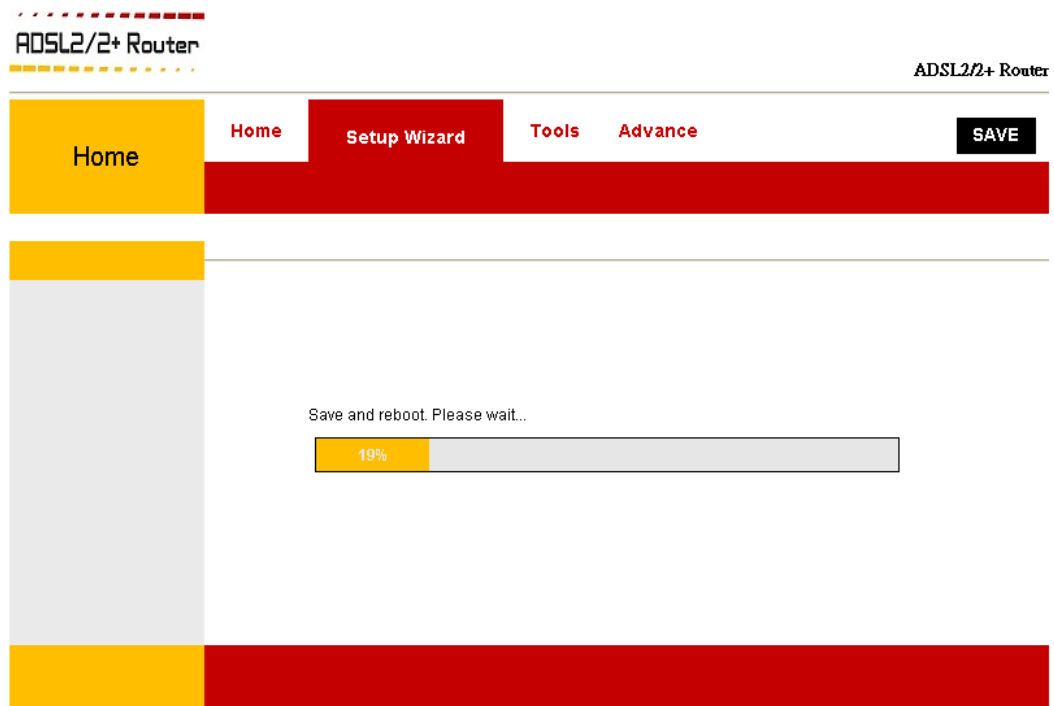 ADSL2/2+ Router
ADSL2/2+ Router
Home
Home
Setup Wizard
Tools
Advance
SAVE
Save and reboot. Please wait...
19%